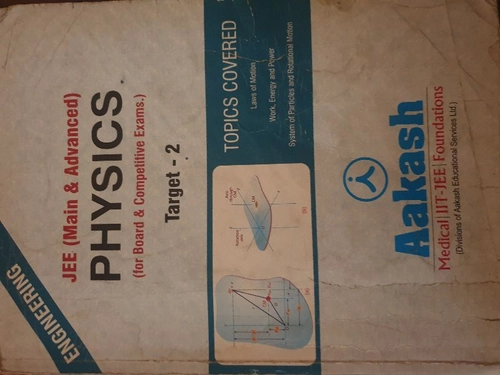 ENGINEERING
JEE (Main & Advanced)
PHYSICS
(for Board & Competitive Exams.)
Target - 2
TOPICS COVERED
Laws of Motion
Work, Energy and Power
System of Particles and Rotational Motion
Aakash
Medical|IIT-JEE|Foundations
(Divisions of Aakash Educational Services Ltd.)